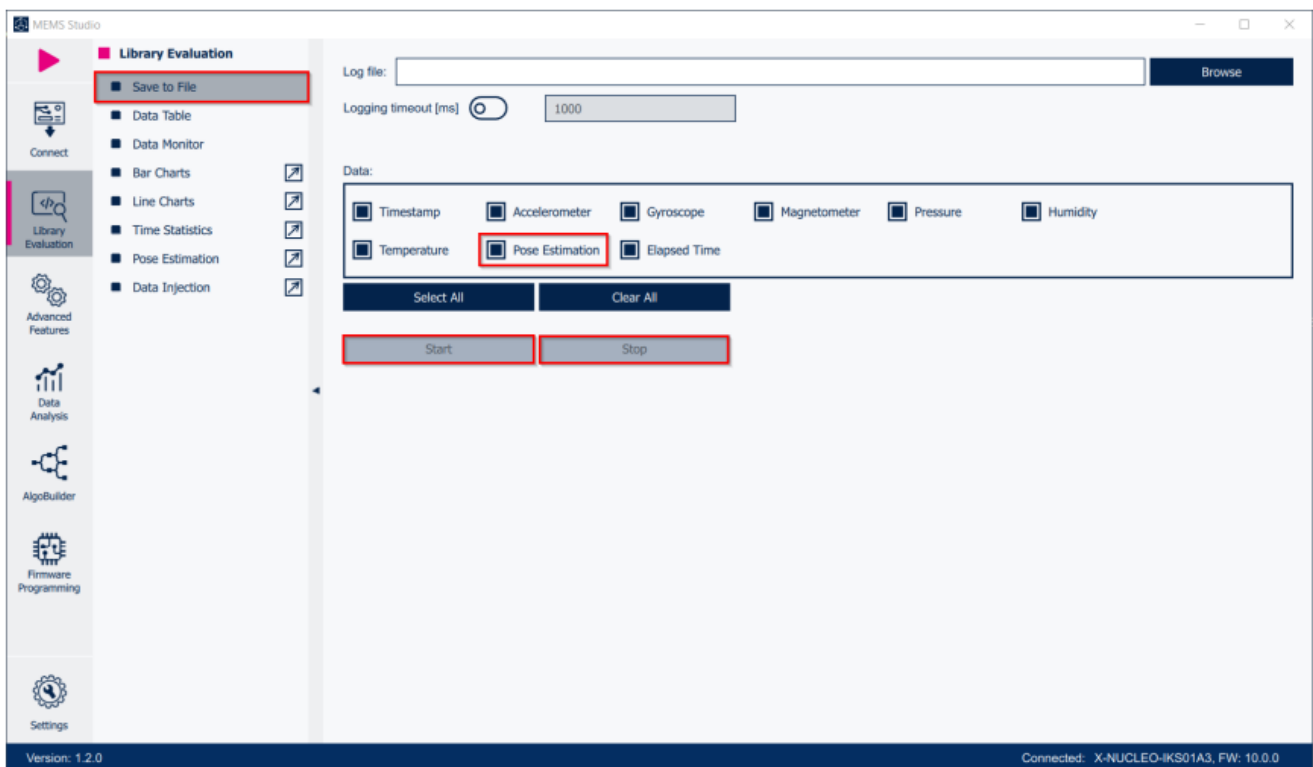 MEMS Studio
Connect
Library
Evaluation
Advanced
Features
Data
Analysis
AlgoBuilder
Firmware
Programming
Settings
Library Evaluation
Save to File
Data Table
Data Monitor
Bar Charts
Line Charts
Time Statistics
Pose Estimation
Data Injection
Log file: Browse
Logging timeout [ms] 1000
Data:
Timestamp Accelerometer Gyroscope Magnetometer Pressure Humidity
Temperature Pose Estimation Elapsed Time
Select All Clear All
Start Stop
Version: 1.2.0 Connected: X-NUCLEO-IKS01A3, FW: 10.0.0